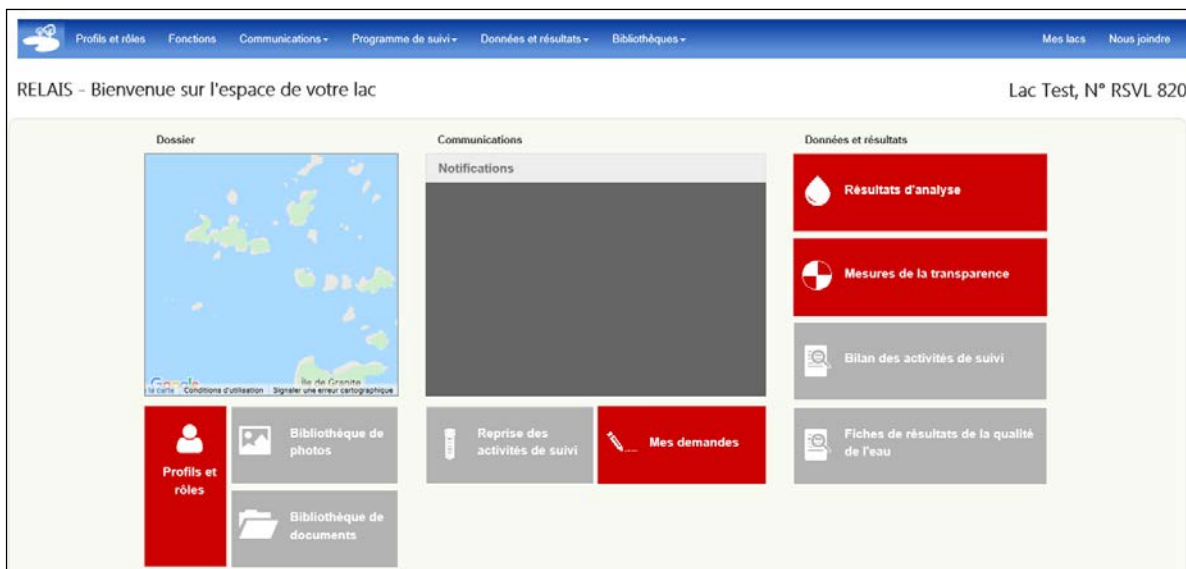 Profils et rôles Fonctions Communications Programme de suivi Données et résultats Bibliothèques Mes lacs Nous joindre
RELAIS - Bienvenue sur l'espace de votre lac
Lac Test, N° RSVL 820
Dossier
Google
la carte Conditions d'utilisation Signaler une erreur cartographique
Île de Granite
Profils et
rôles
Bibliothèque de
photos
Bibliothèque de
documents
Communications
Notifications
Reprise des
activités de suivi
Mes demandes
Données et résultats
Résultats d'analyse
Mesures de la transparence
Bilan des activités de suivi
Fiches de résultats de la qualité
de l'eau